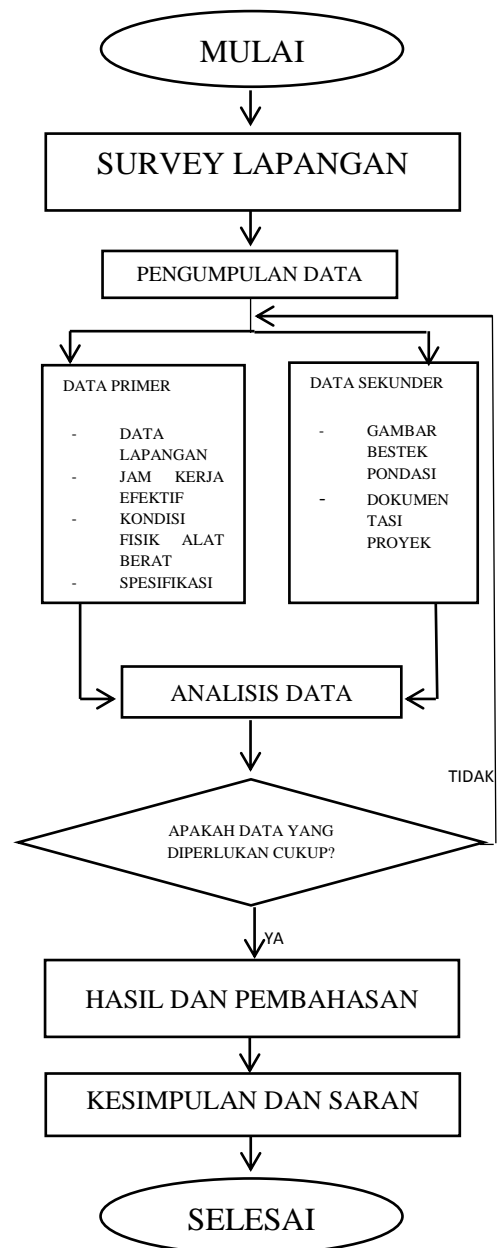 MULAI
SURVEY LAPANGAN
PENGUMPULAN DATA
DATA PRIMER
- DATA
LAPANGAN
- JAM KERJA
EFEKTIF
- KONDISI
FISIK ALAT
BERAT
- SPESIFIKASI
DATA SEKUNDER
- GAMBAR
BESTEK
PONDASI
- DOKUMEN
TASI
PROYEK
ANALISIS DATA
TIDAK
APAKAH DATA YANG
DIPERLUKAN CUKUP?
YA
HASIL DAN PEMBAHASAN
KESIMPULAN DAN SARAN
SELESAI